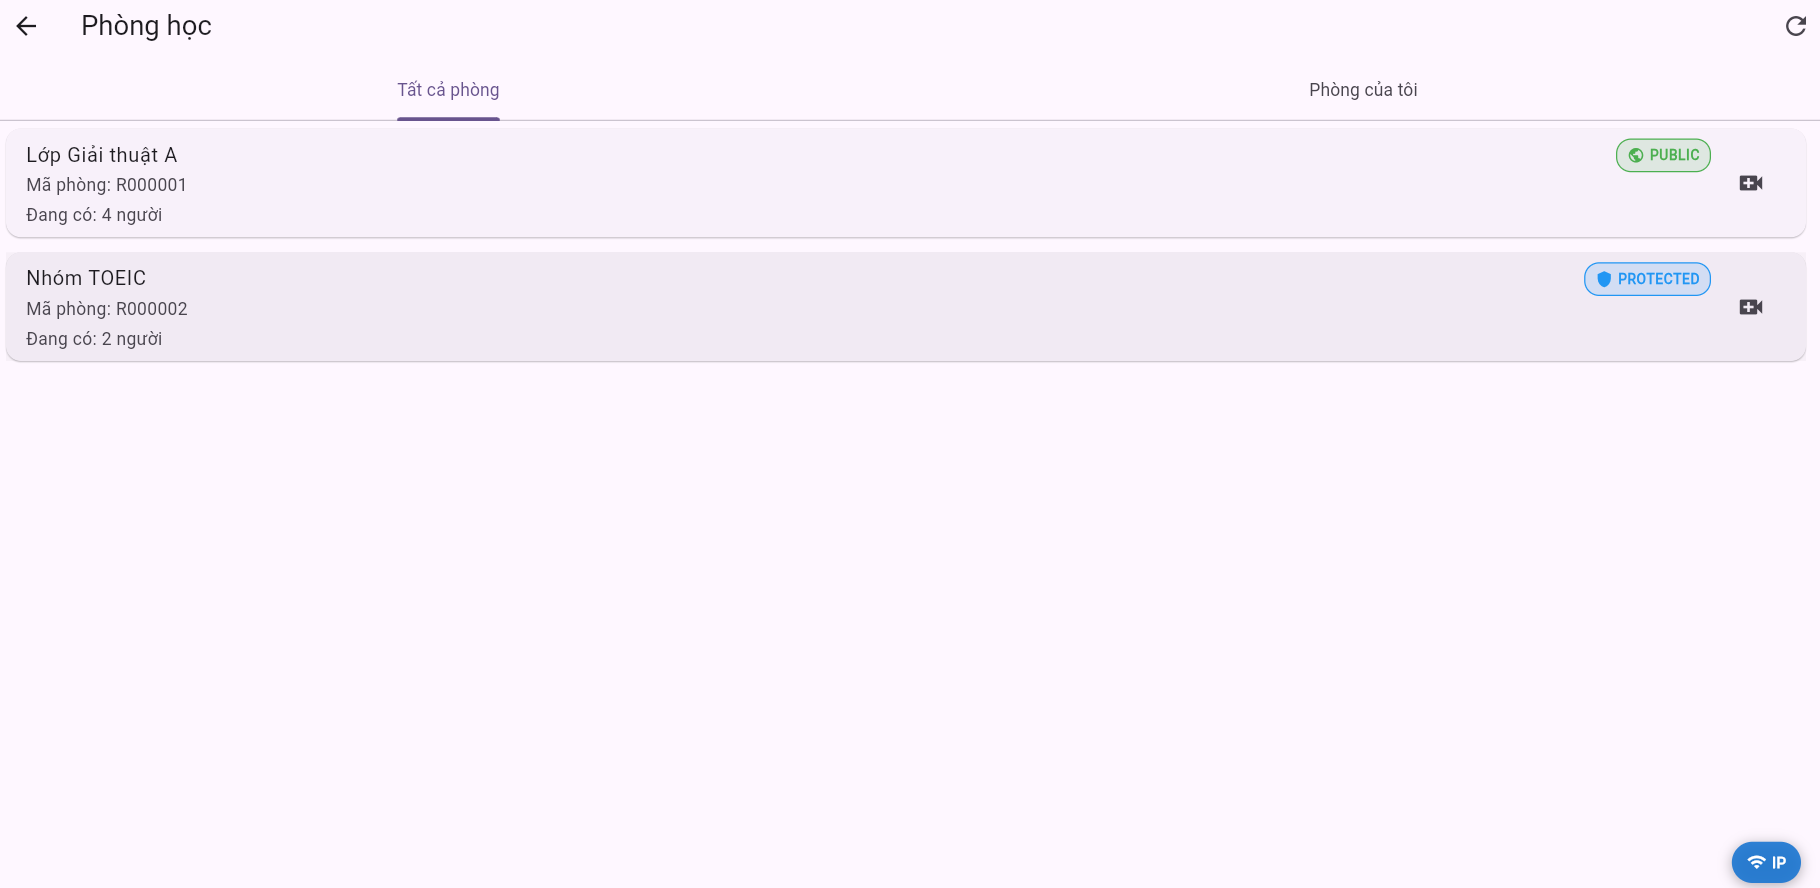 Phòng học
Tất cả phòng
Phòng của tôi
Lớp Giải thuật A
PUBLIC
Mã phòng: R000001
Đang có: 4 người
Nhóm TOEIC
PROTECTED
Mã phòng: R000002
Đang có: 2 người
IP